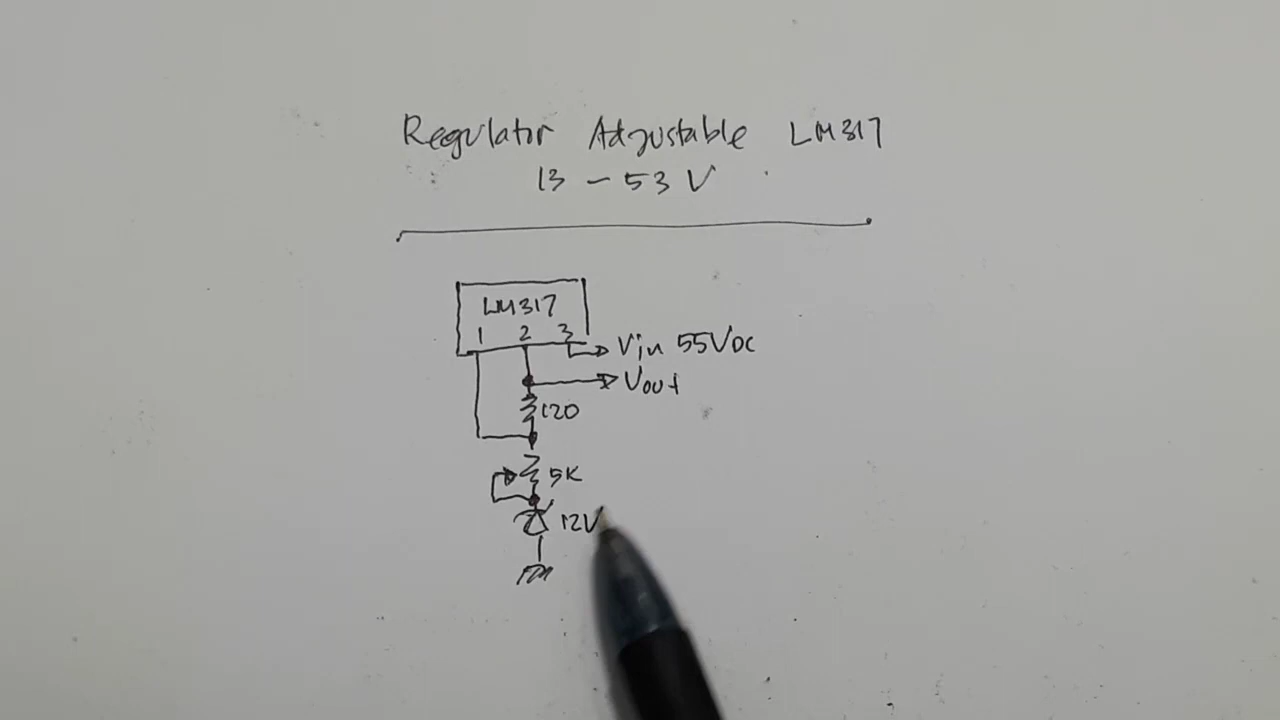 Regulator Adjustable LM317
13 - 53 V
LM317
1 2 3
Vin 55VDC
Vout
120
5K
12V